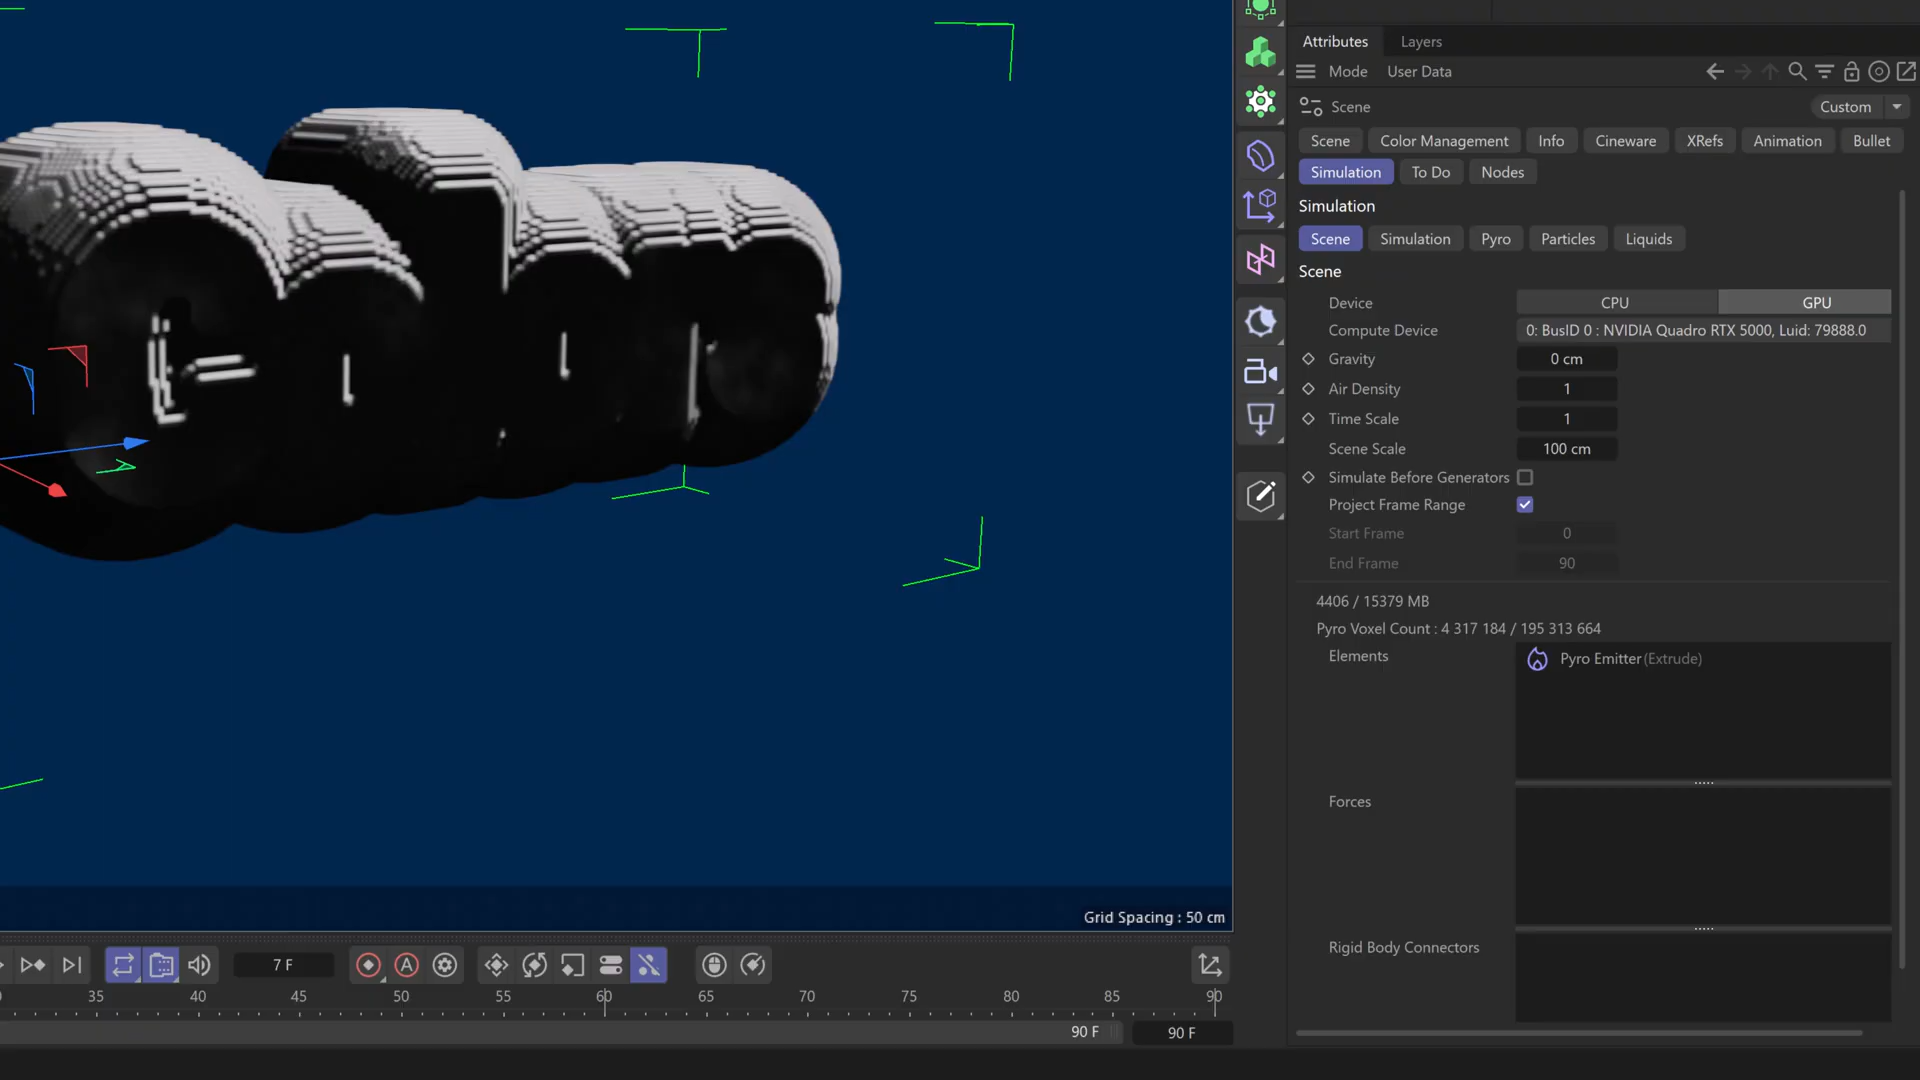 Attributes
Layers
Mode
User Data
Scene
Custom
Scene
Color Management
Info
Cineware
XRefs
Animation
Bullet
Simulation
To Do
Nodes
Simulation
Scene
Simulation
Pyro
Particles
Liquids
Scene
Device
CPU
GPU
Compute Device
0: BusID 0 : NVIDIA Quadro RTX 5000, Luid: 79888.0
Gravity
0 cm
Air Density
1
Time Scale
1
Scene Scale
100 cm
Simulate Before Generators
Project Frame Range
Start Frame
0
End Frame
90
4406 / 15379 MB
Pyro Voxel Count : 4 317 184 / 195 313 664
Elements
Pyro Emitter (Extrude)
Forces
Rigid Body Connectors
Grid Spacing : 50 cm
7 F
A
35 40 45 50 55 60 65 70 75 80 85 90
90 F
90 F